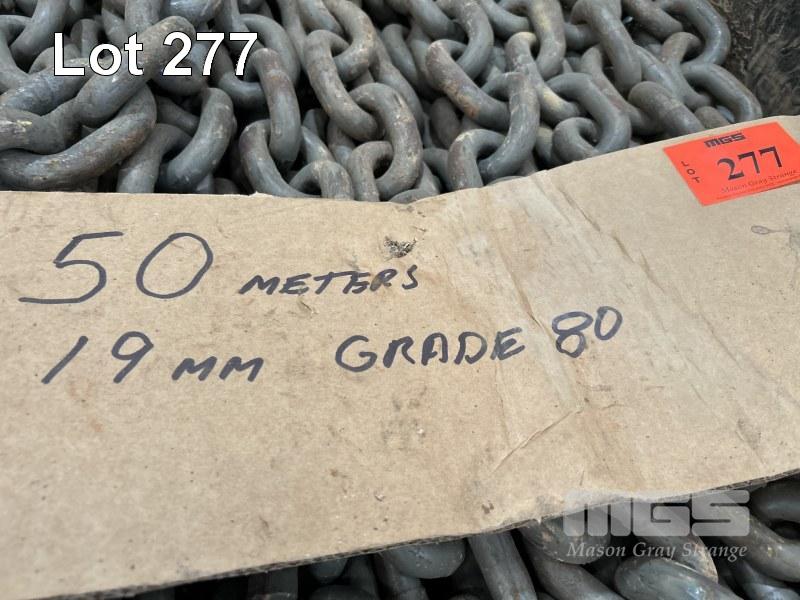 Lot 277
MGS
LOT
277
Mason Gray Strange
50 METERS
19 MM GRADE 80
MGS
Mason Gray Strange